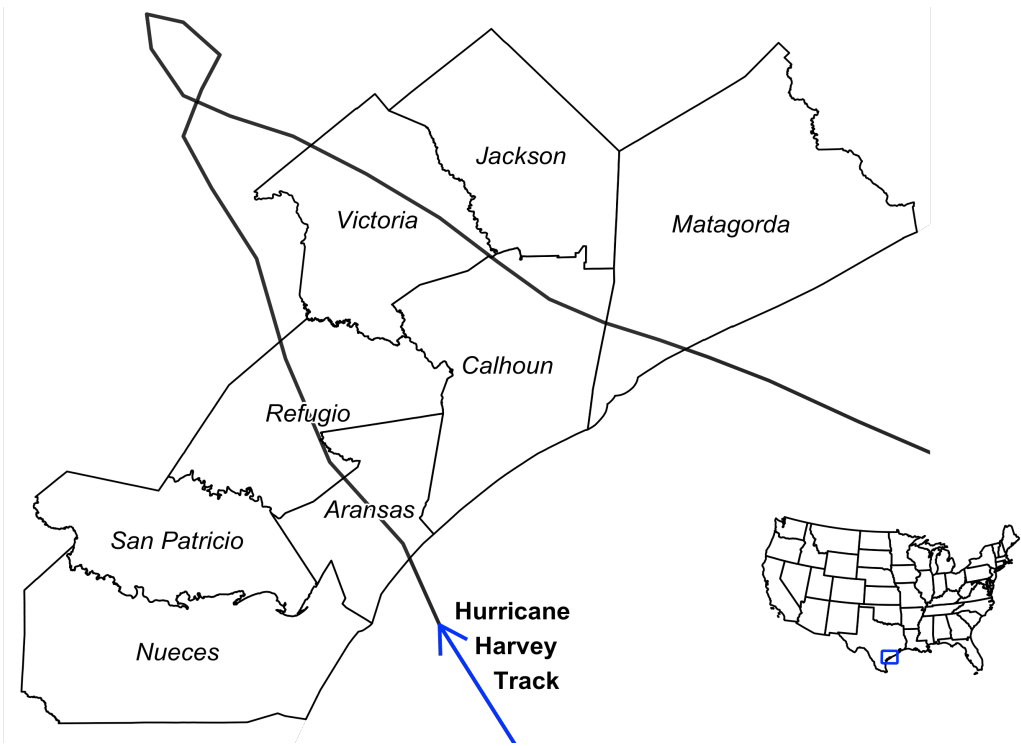 Jackson
Victoria
Matagorda
Calhoun
Refugio
Aransas
San Patricio
Hurricane
Harvey
Track
Nueces